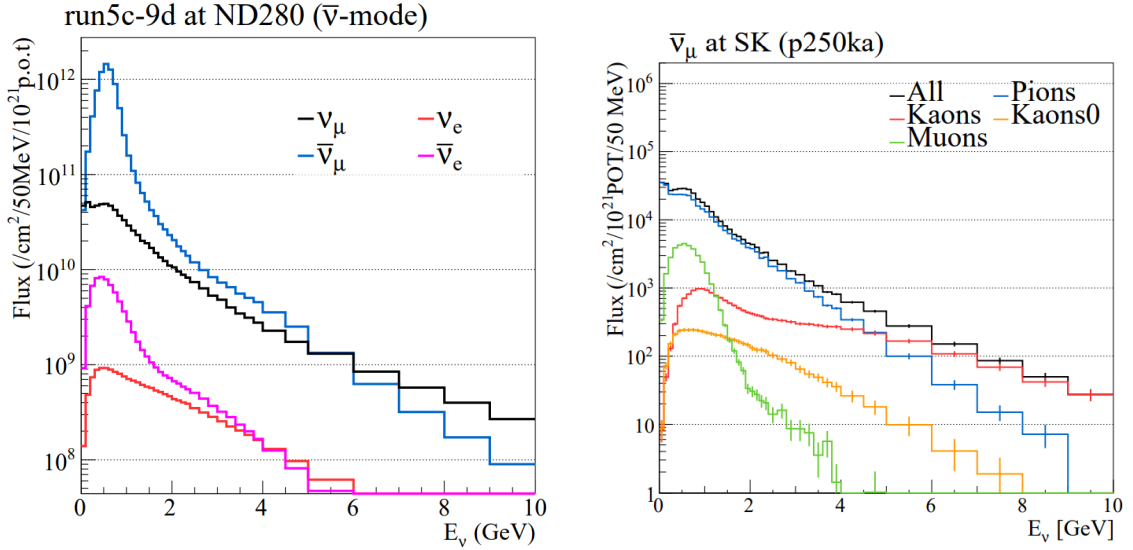 run5c-9d at ND280 (ν̅-mode)
Flux (/cm²/50MeV/10²¹p.o.t)
10¹²
10¹¹
10¹⁰
10⁹
10⁸
ν_μ
ν_e
ν̅_μ
ν̅_e
0 2 4 6 8 10
E_ν (GeV)
ν̅_μ at SK (p250ka)
Flux (/cm²/10²¹POT/50 MeV)
10⁶
10⁵
10⁴
10³
10²
10
1
All
Pions
Kaons
Kaons0
Muons
0 2 4 6 8 10
E_ν [GeV]